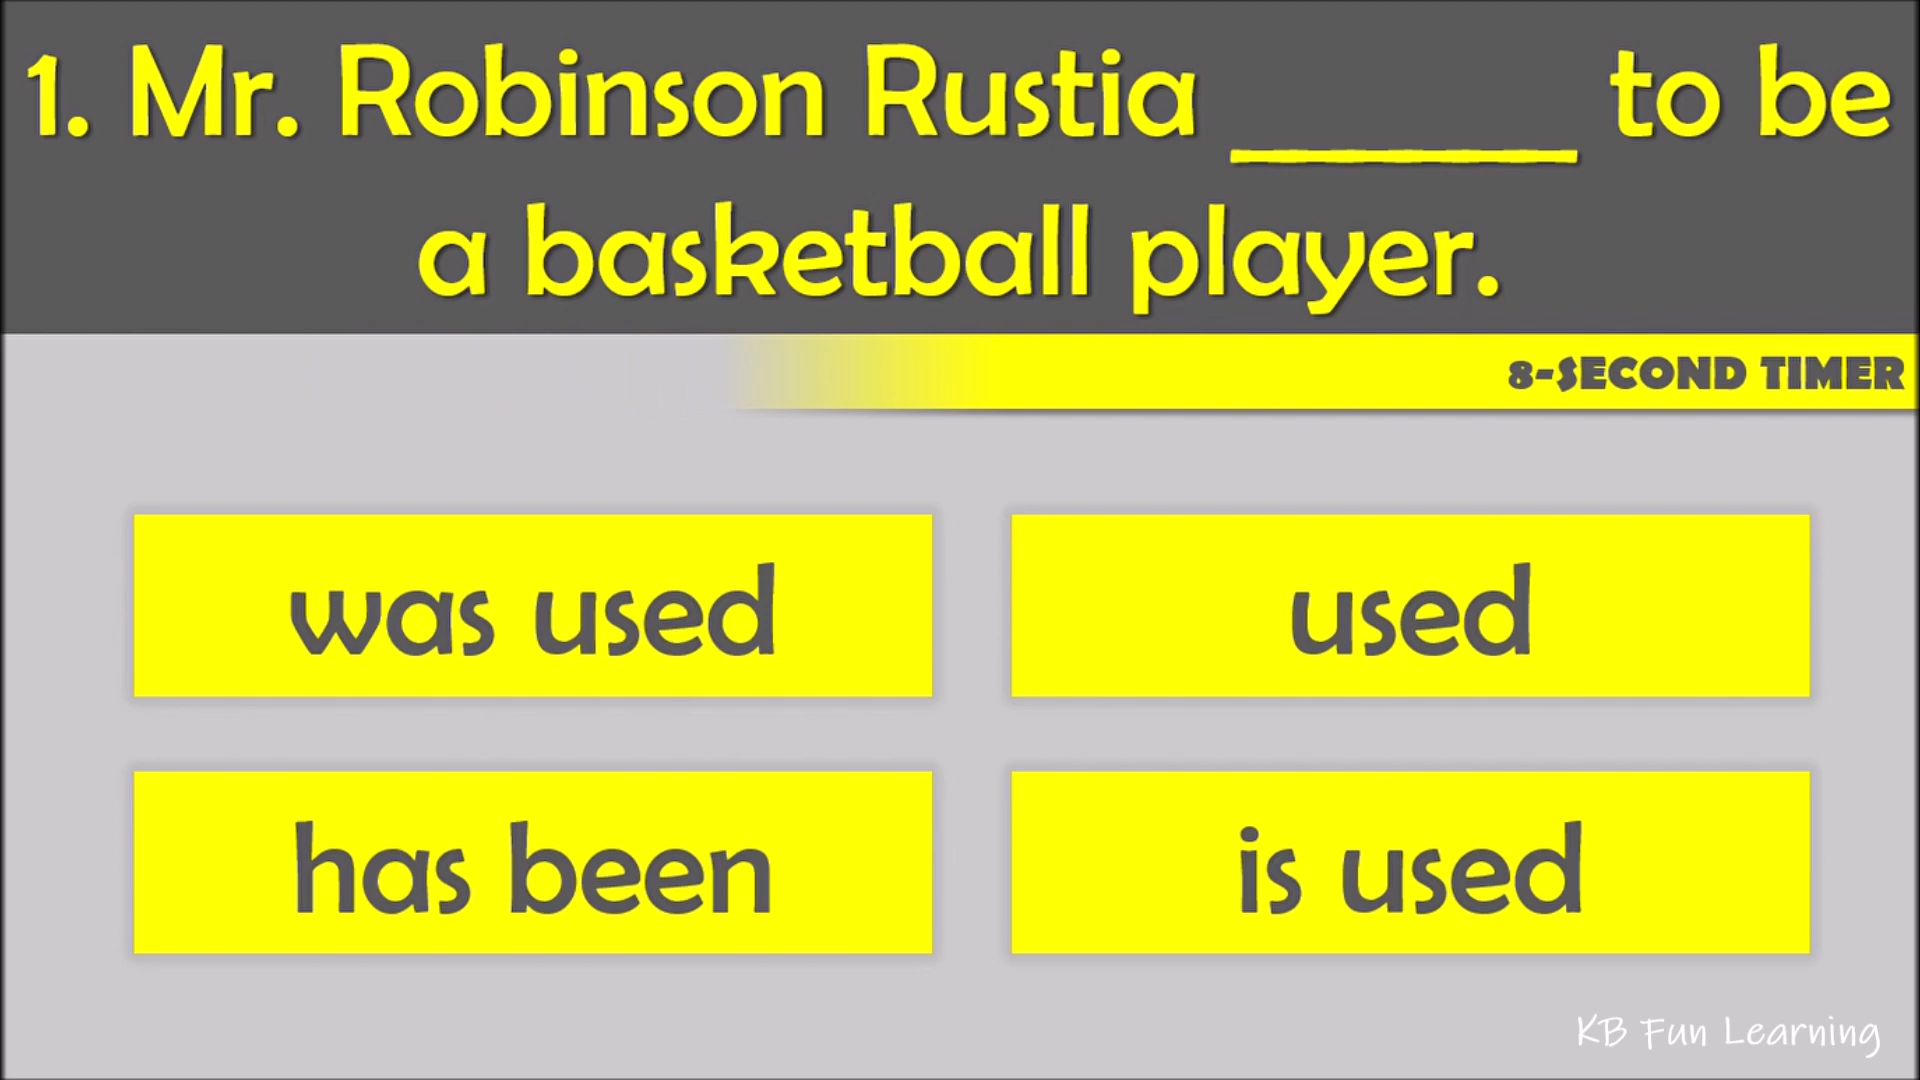 1. Mr. Robinson Rustia ______ to be
a basketball player.
8-SECOND TIMER
was used
used
has been
is used
KB Fun Learning